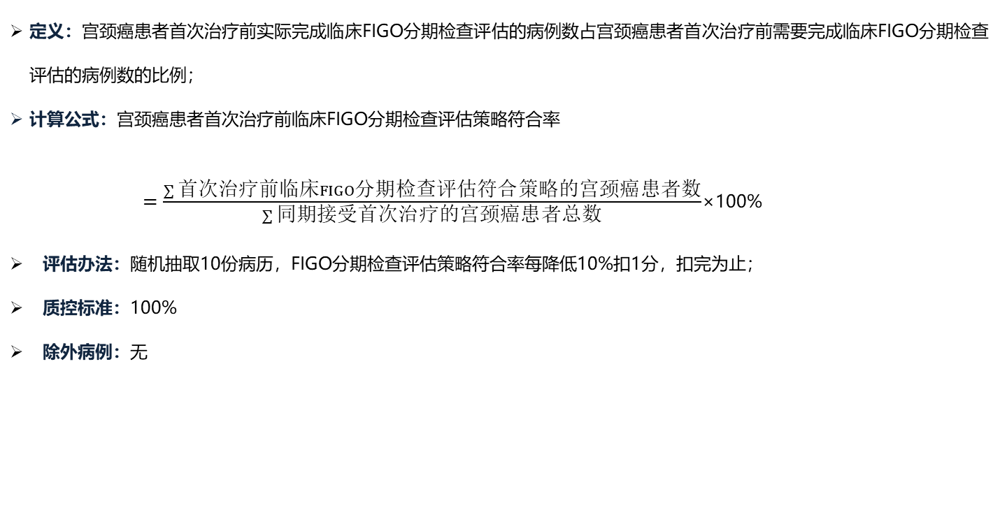 ➢ 定义：宫颈癌患者首次治疗前实际完成临床FIGO分期检查评估的病例数占宫颈癌患者首次治疗前需要完成临床FIGO分期检查
评估的病例数的比例；
➢ 计算公式：宫颈癌患者首次治疗前临床FIGO分期检查评估策略符合率
= ∑ 首次治疗前临床FIGO分期检查评估符合策略的宫颈癌患者数
∑ 同期接受首次治疗的宫颈癌患者总数 ×100%
➢ 评估办法：随机抽取10份病历，FIGO分期检查评估策略符合率每降低10%扣1分，扣完为止；
➢ 质控标准：100%
➢ 除外病例：无